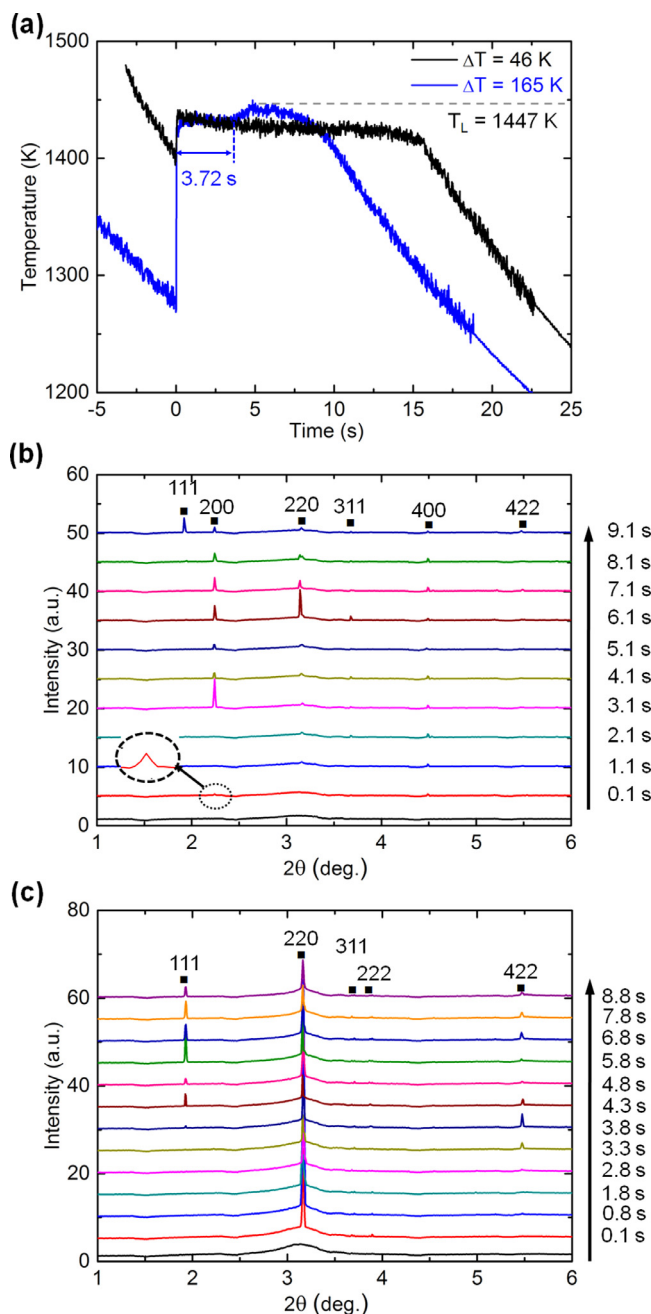 (a)
1500
1400
1300
1200
Temperature (K)
ΔT = 46 K
ΔT = 165 K
T_L = 1447 K
3.72 s
-5 0 5 10 15 20 25
Time (s)
(b)
60
50
40
30
20
10
0
Intensity (a.u.)
111 200 220 311 400 422
9.1 s
8.1 s
7.1 s
6.1 s
5.1 s
4.1 s
3.1 s
2.1 s
1.1 s
0.1 s
1 2 3 4 5 6
2θ (deg.)
(c)
80
60
40
20
0
Intensity (a.u.)
111 220 311 222 422
8.8 s
7.8 s
6.8 s
5.8 s
4.8 s
4.3 s
3.8 s
3.3 s
2.8 s
1.8 s
0.8 s
0.1 s
1 2 3 4 5 6
2θ (deg.)